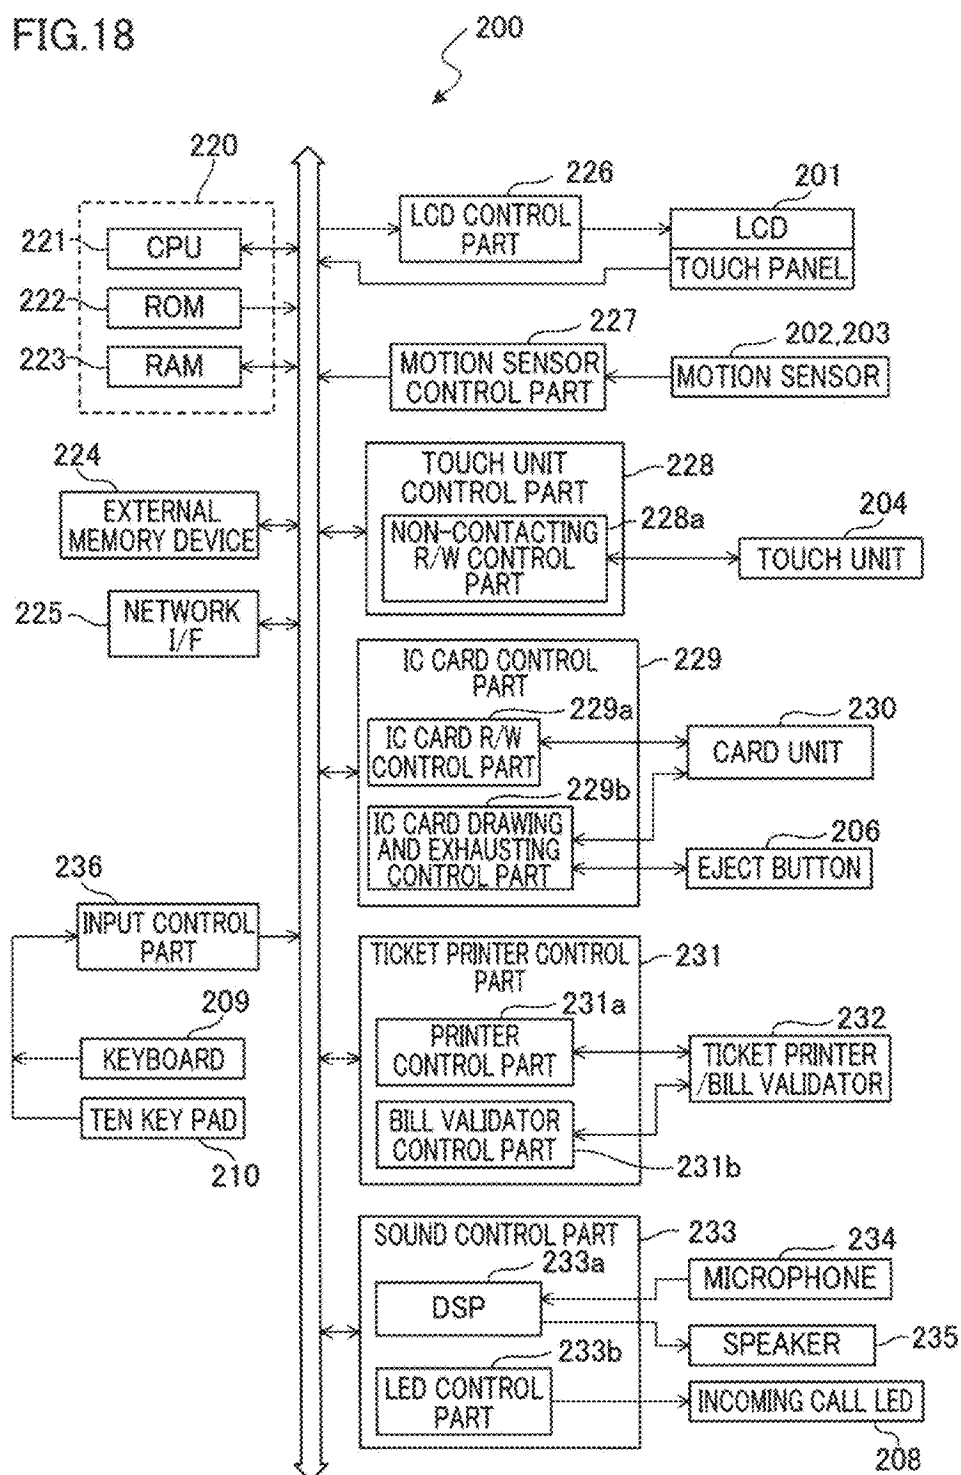 FIG.18
200
220
221
CPU
222
ROM
223
RAM
224
EXTERNAL
MEMORY DEVICE
225
NETWORK
I/F
236
INPUT CONTROL
PART
209
KEYBOARD
TEN KEY PAD
210
226
LCD CONTROL
PART
201
LCD
TOUCH PANEL
227
MOTION SENSOR
CONTROL PART
202,203
MOTION SENSOR
TOUCH UNIT
CONTROL PART
228
NON-CONTACTING
R/W CONTROL
PART
228a
204
TOUCH UNIT
IC CARD CONTROL
PART
229
229a
IC CARD R/W
CONTROL PART
230
CARD UNIT
229b
IC CARD DRAWING
AND EXHAUSTING
CONTROL PART
206
EJECT BUTTON
TICKET PRINTER CONTROL
PART
231
231a
PRINTER
CONTROL PART
232
TICKET PRINTER
/BILL VALIDATOR
BILL VALIDATOR
CONTROL PART
231b
SOUND CONTROL PART
233
233a
DSP
234
MICROPHONE
SPEAKER
235
233b
LED CONTROL
PART
INCOMING CALL LED
208